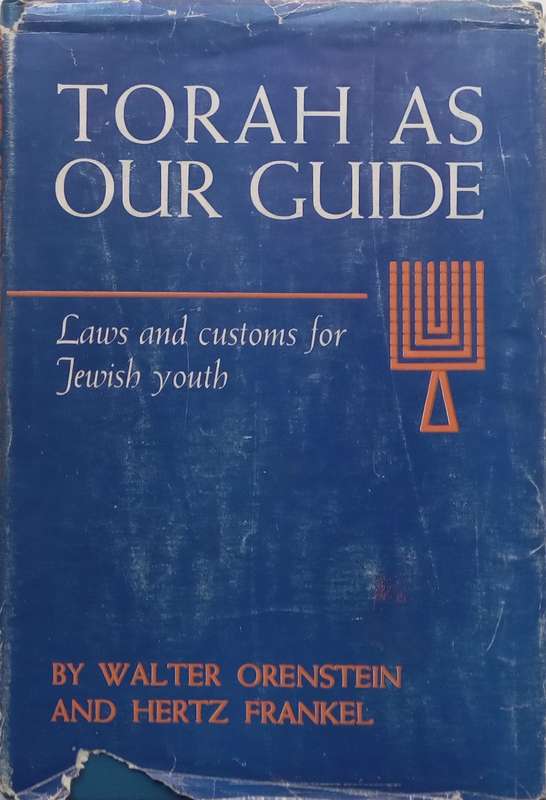 TORAH AS
OUR GUIDE
Laws and customs for
Jewish youth
BY WALTER ORENSTEIN
AND HERTZ FRANKEL